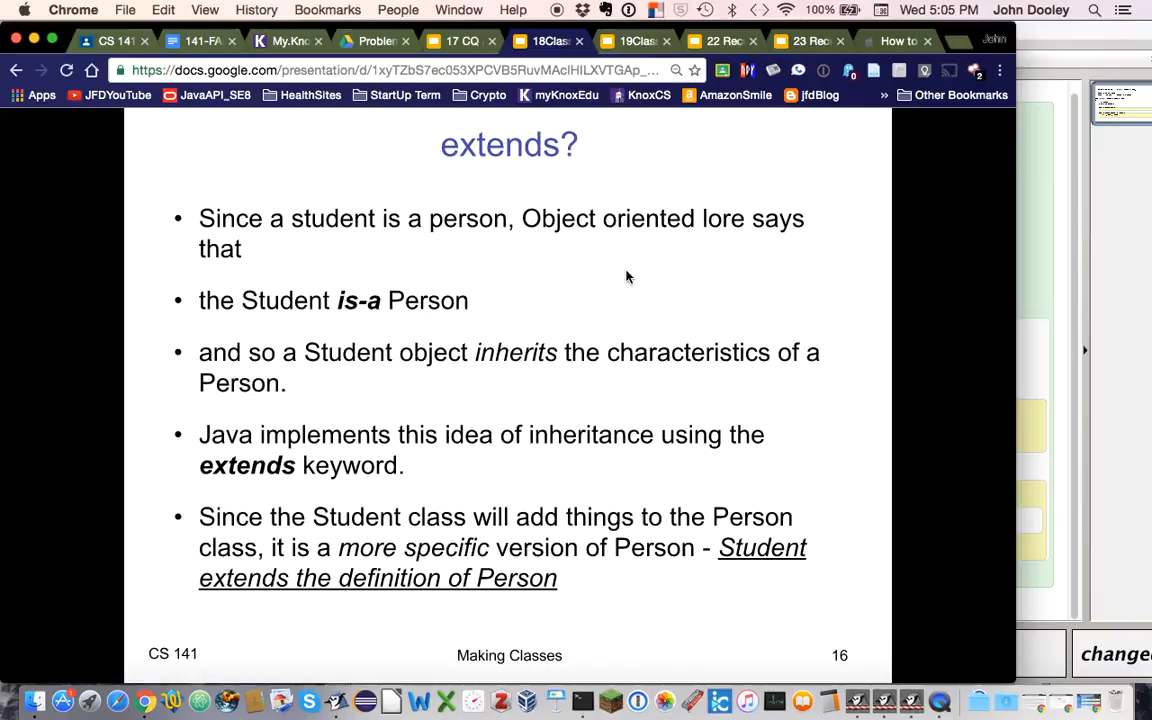 Chrome File Edit View History Bookmarks People Window Help 100% Wed 5:05 PM John Dooley
CS 141 141-FA My.Kno Problem 17 CQ 18Class 19Class 22 Rec 23 Rec How to John
https://docs.google.com/presentation/d/1xyTZbS7ec053XPCVB5RuvMAclHILXVTGAp_...
Apps JFDYouTube JavaAPI_SE8 HealthSites StartUp Term Crypto myKnoxEdu KnoxCS AmazonSmile jfdBlog » Other Bookmarks
extends?
• Since a student is a person, Object oriented lore says
that
• the Student is-a Person
• and so a Student object inherits the characteristics of a
Person.
• Java implements this idea of inheritance using the
extends keyword.
• Since the Student class will add things to the Person
class, it is a more specific version of Person - Student
extends the definition of Person
CS 141 Making Classes 16
change